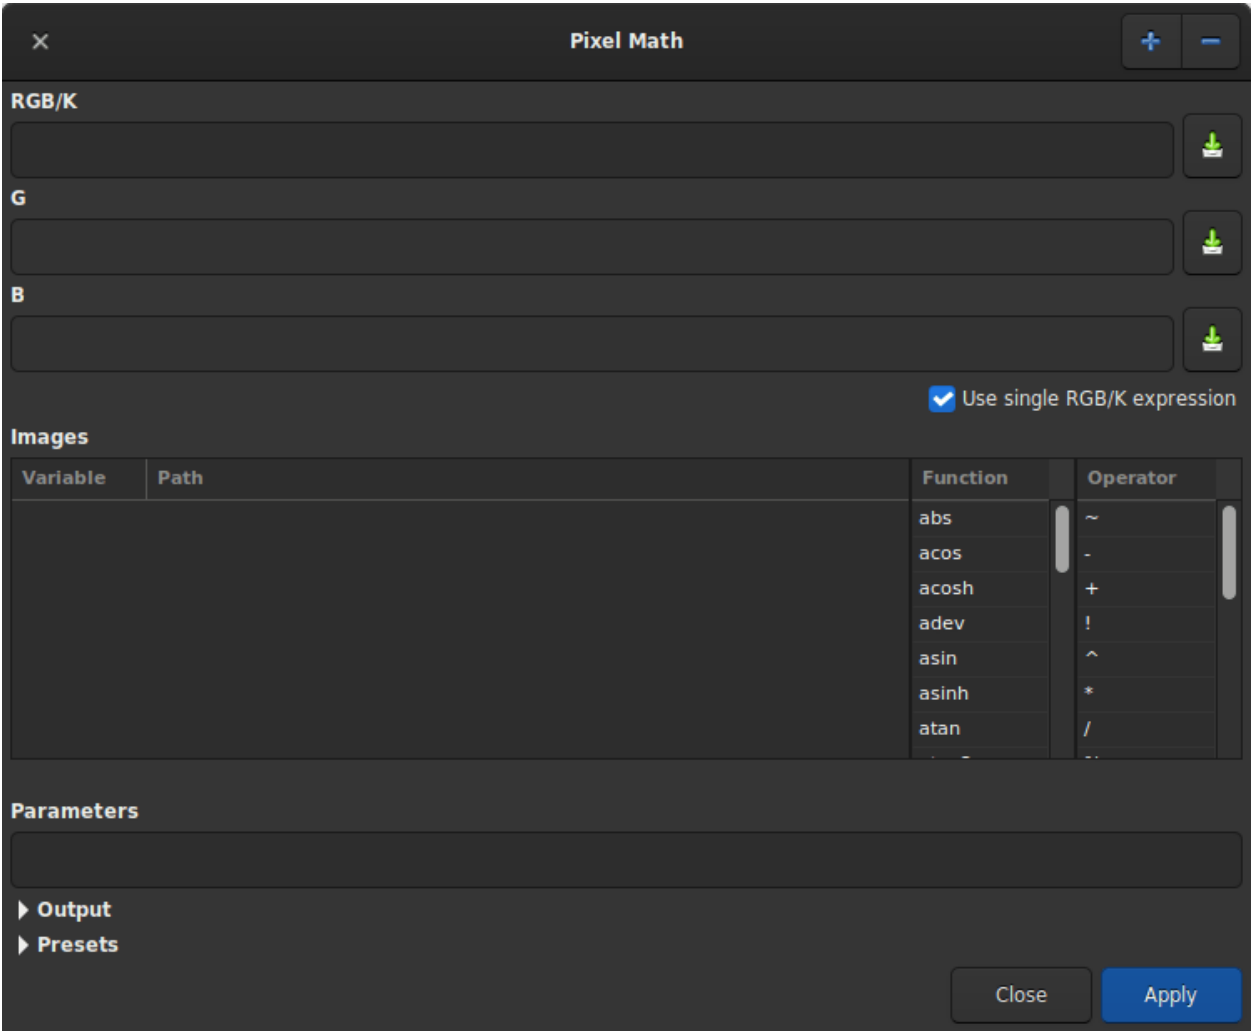 Pixel Math
RGB/K
G
B
Use single RGB/K expression
Images
Variable Path Function Operator
abs ~
acos -
acosh +
adev !
asin ^
asinh *
atan /
Parameters
Output
Presets
Close Apply